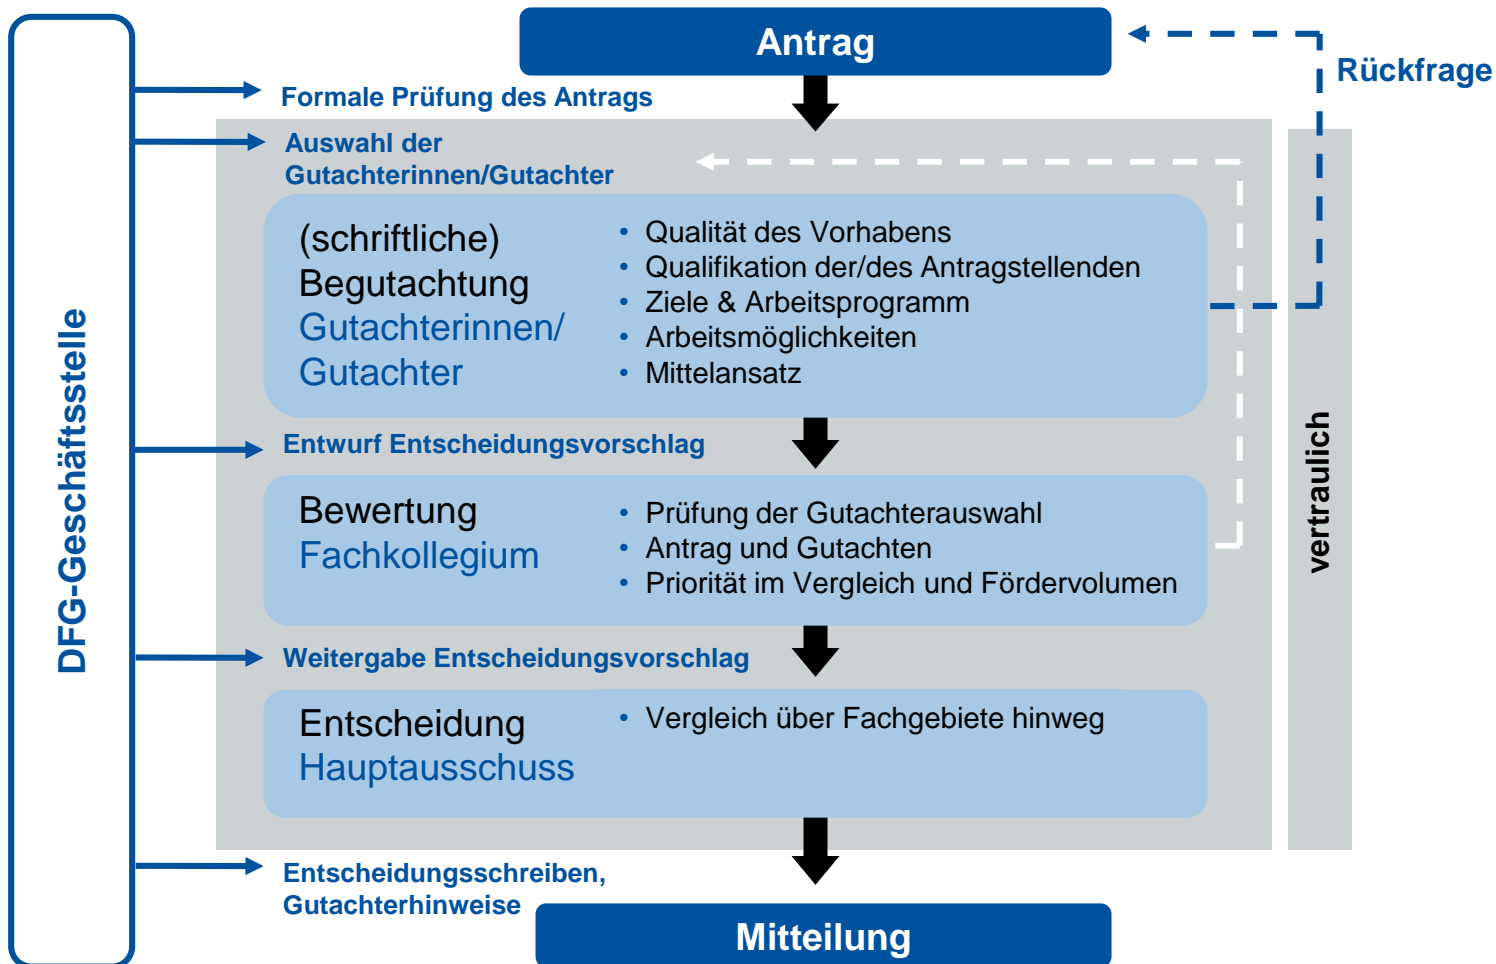 Antrag
Rückfrage
Formale Prüfung des Antrags
Auswahl der
Gutachterinnen/Gutachter
(schriftliche)
Begutachtung
Gutachterinnen/
Gutachter
• Qualität des Vorhabens
• Qualifikation der/des Antragstellenden
• Ziele & Arbeitsprogramm
• Arbeitsmöglichkeiten
• Mittelansatz
Entwurf Entscheidungsvorschlag
Bewertung
Fachkollegium
• Prüfung der Gutachterauswahl
• Antrag und Gutachten
• Priorität im Vergleich und Fördervolumen
Weitergabe Entscheidungsvorschlag
Entscheidung
Hauptausschuss
• Vergleich über Fachgebiete hinweg
Entscheidungsschreiben,
Gutachterhinweise
Mitteilung
DFG-Geschäftsstelle
vertraulich